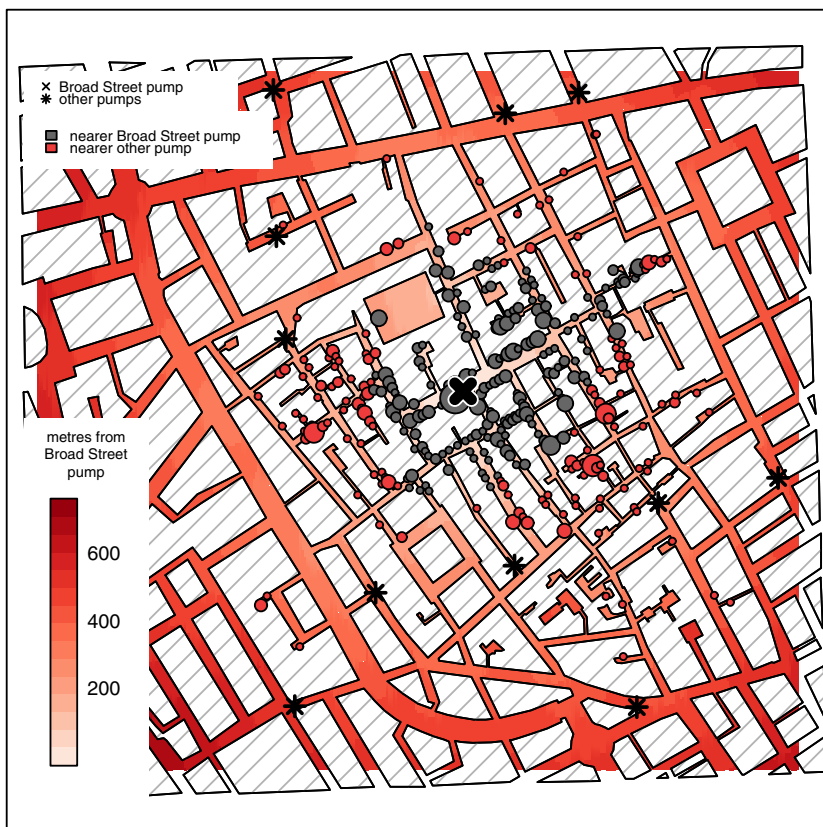 Broad Street pump
other pumps
nearer Broad Street pump
nearer other pump
metres from
Broad Street
pump
600
400
200